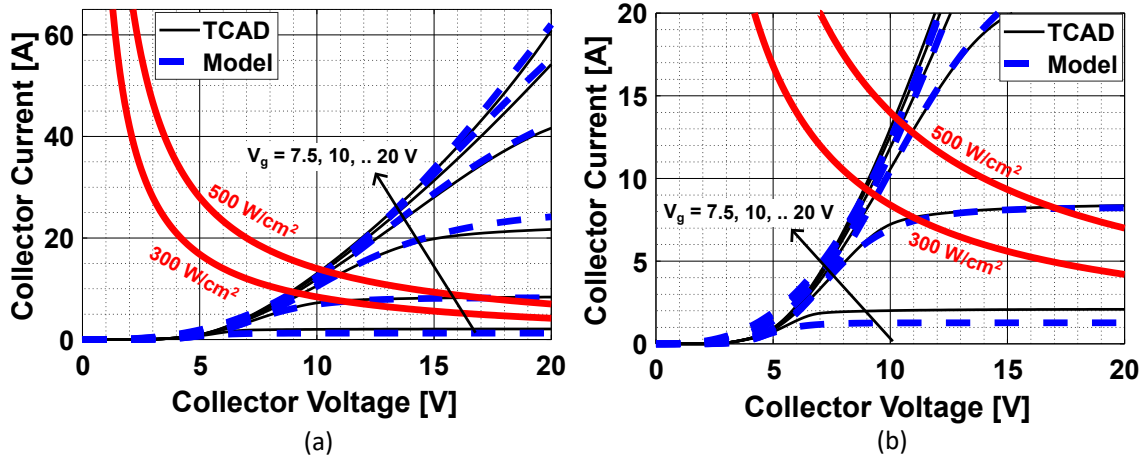 TCAD
Model
V_g = 7.5, 10, .. 20 V
500 W/cm²
300 W/cm²
Collector Current [A]
60
40
20
0
0 5 10 15 20
Collector Voltage [V]
(a)
TCAD
Model
V_g = 7.5, 10, .. 20 V
500 W/cm²
300 W/cm²
Collector Current [A]
20
15
10
5
0
0 5 10 15 20
Collector Voltage [V]
(b)